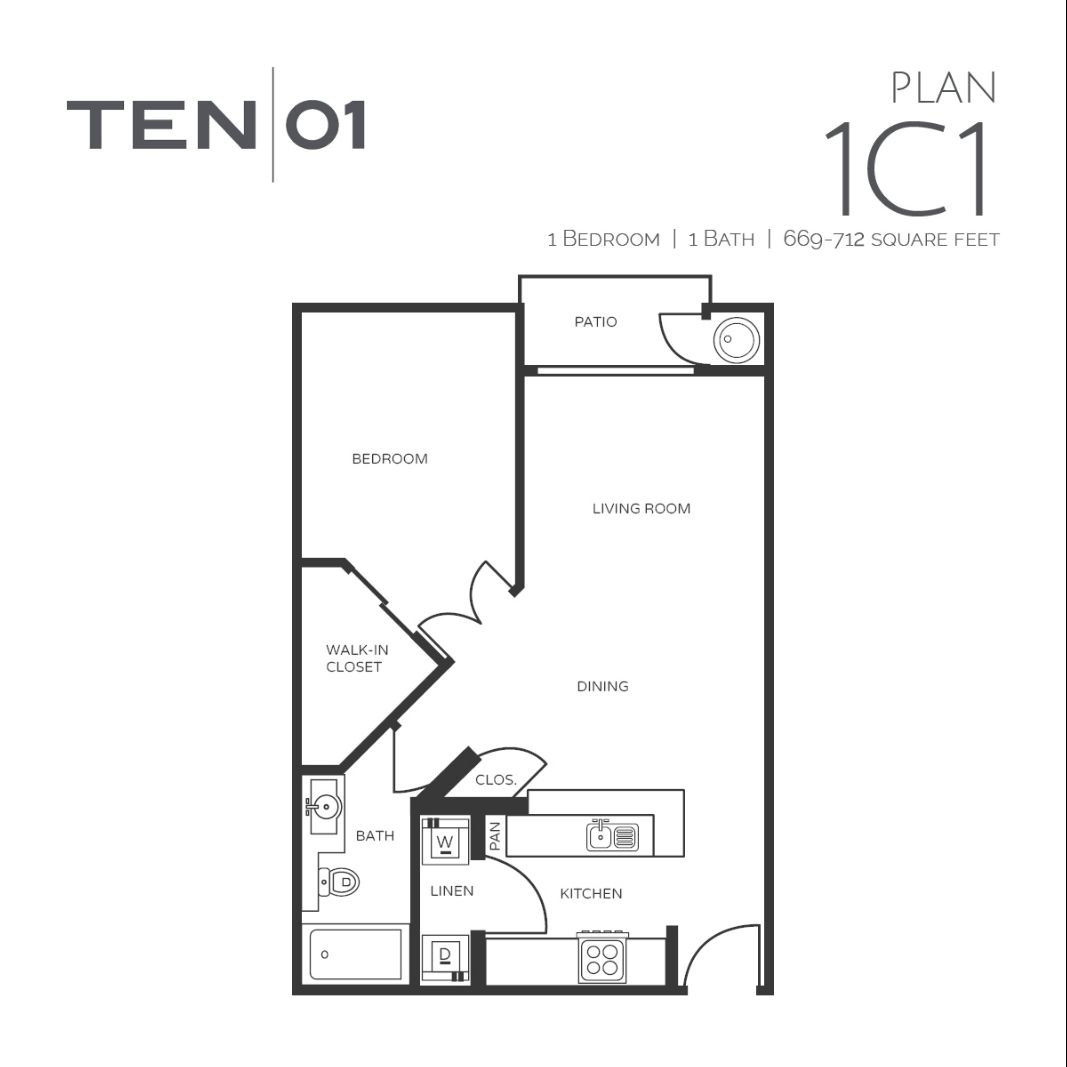 TEN|01
PLAN
1C1
1 BEDROOM | 1 BATH | 669-712 SQUARE FEET
PATIO
BEDROOM
LIVING ROOM
WALK-IN
CLOSET
DINING
CLOS.
BATH
W
PAN
LINEN
KITCHEN
D